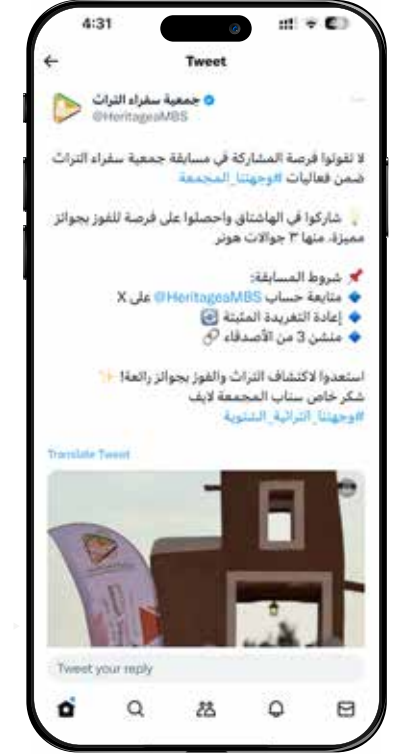 4:31
Tweet
جمعية سفراء التراث
@HeritageaMBS
لا تفوتوا فرصة المشاركة في مسابقة جمعية سفراء التراث
ضمن فعاليات #وجهتنا_المجمعة
💡 شاركوا في الهاشتاق واحصلوا على فرصة للفوز بجوائز
مميزة، منها ٣ جوالات هونر
📌 شروط المسابقة:
🔹 متابعة حساب @HeritageaMBS على X
🔹 إعادة التغريدة المثبتة 🔄
🔹 منشن 3 من الأصدقاء 🔗
استعدوا لاكتشاف التراث والفوز بجوائز رائعة! ✨
شكر خاص سناب المجمعة لايف
#وجهتنا_التراثية_الشتوية
Translate Tweet
Tweet your reply